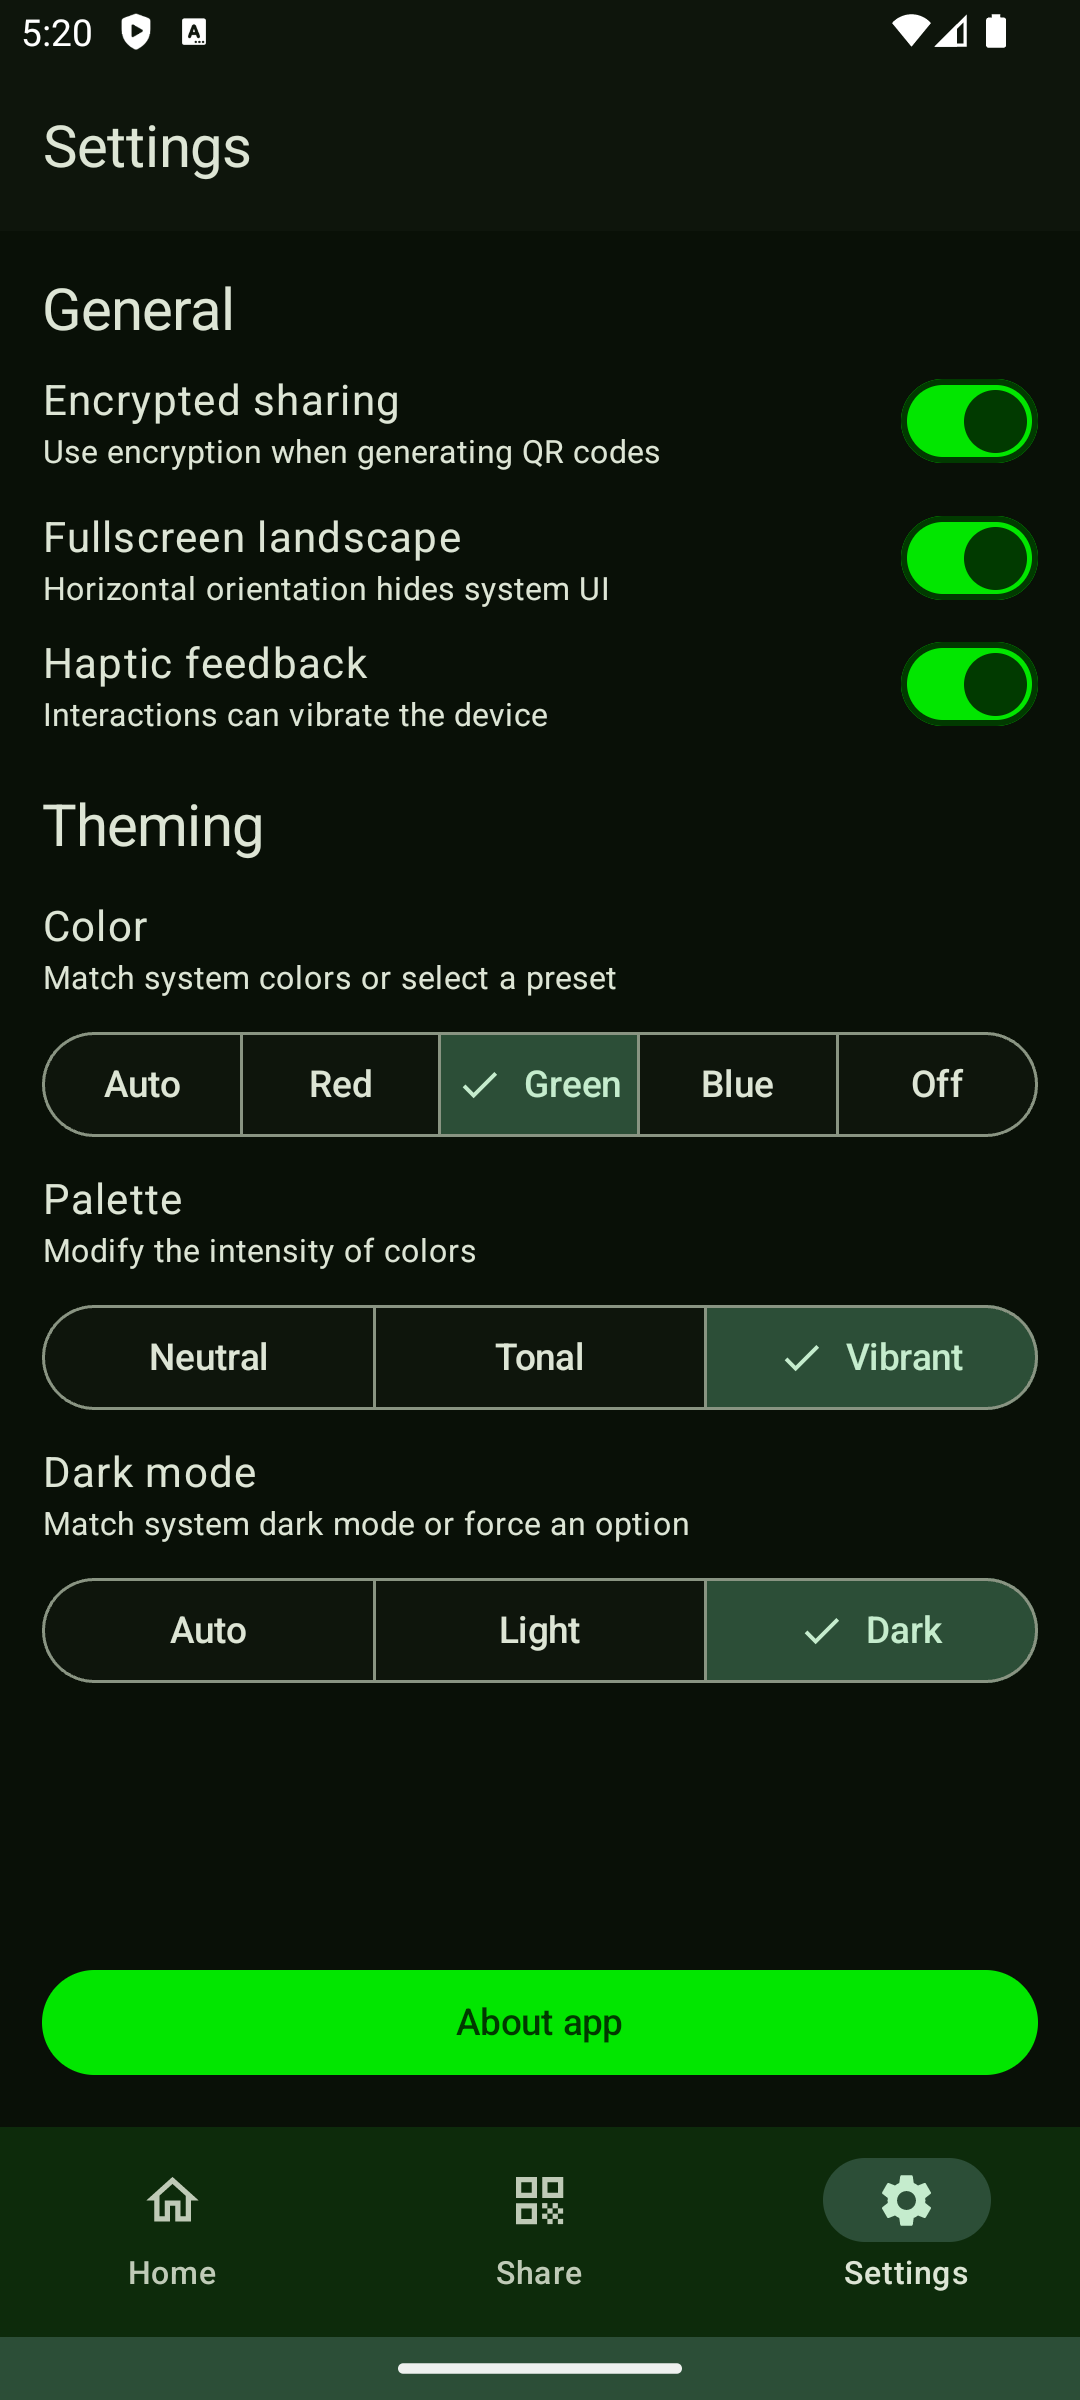 5:20
Settings
General
Encrypted sharing
Use encryption when generating QR codes
Fullscreen landscape
Horizontal orientation hides system UI
Haptic feedback
Interactions can vibrate the device
Theming
Color
Match system colors or select a preset
Auto Red Green Blue Off
Palette
Modify the intensity of colors
Neutral Tonal Vibrant
Dark mode
Match system dark mode or force an option
Auto Light Dark
About app
Home Share Settings